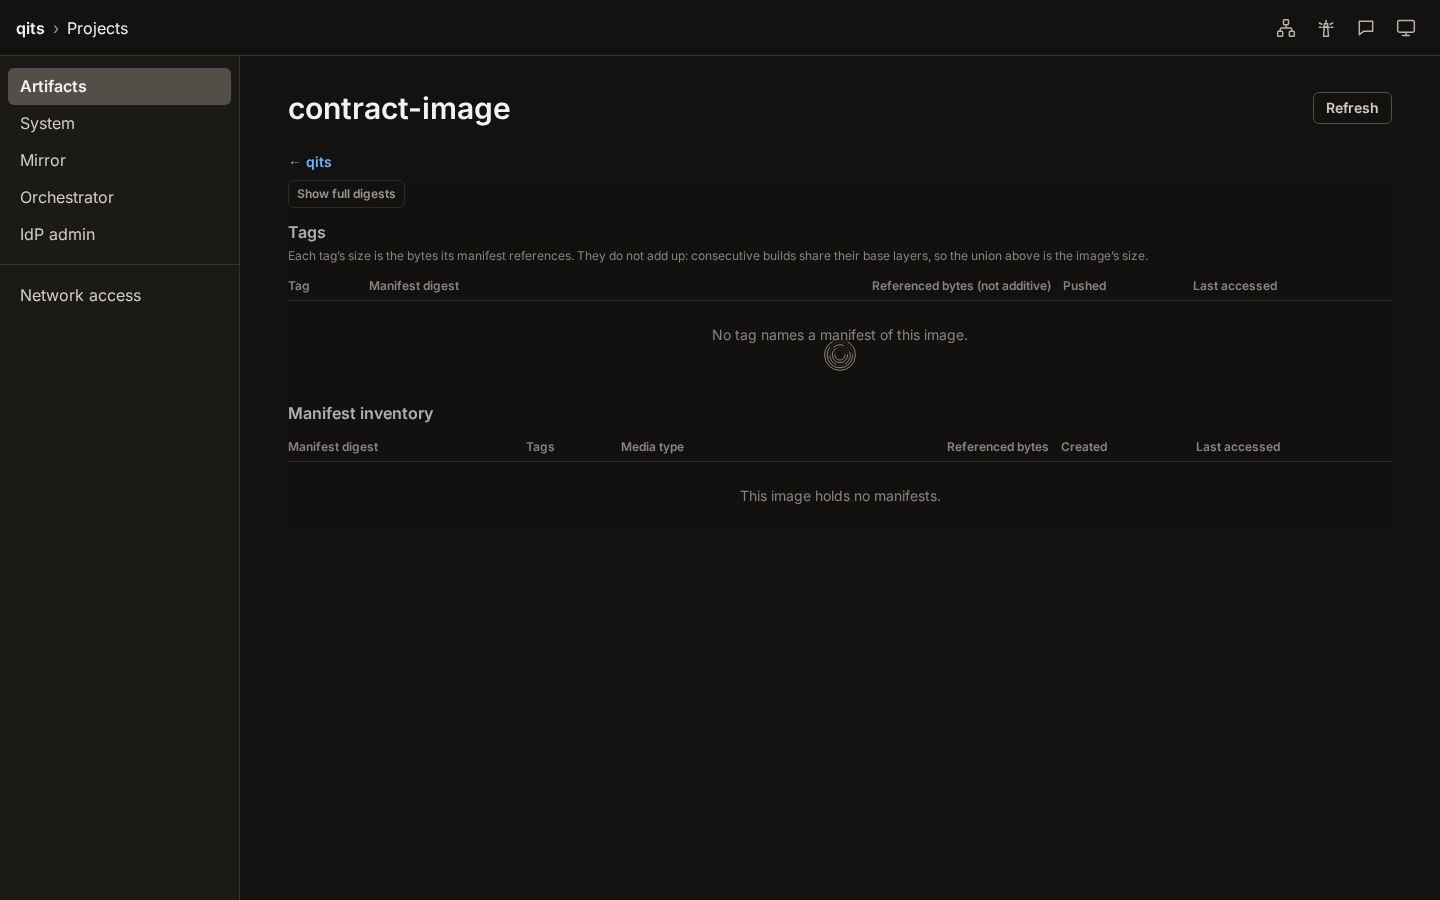 qits › Projects
Artifacts
System
Mirror
Orchestrator
IdP admin
Network access
contract-image
Refresh
← qits
Show full digests
Tags
Each tag’s size is the bytes its manifest references. They do not add up: consecutive builds share their base layers, so the union above is the image’s size.
Tag Manifest digest Referenced bytes (not additive) Pushed Last accessed
No tag names a manifest of this image.
Manifest inventory
Manifest digest Tags Media type Referenced bytes Created Last accessed
This image holds no manifests.